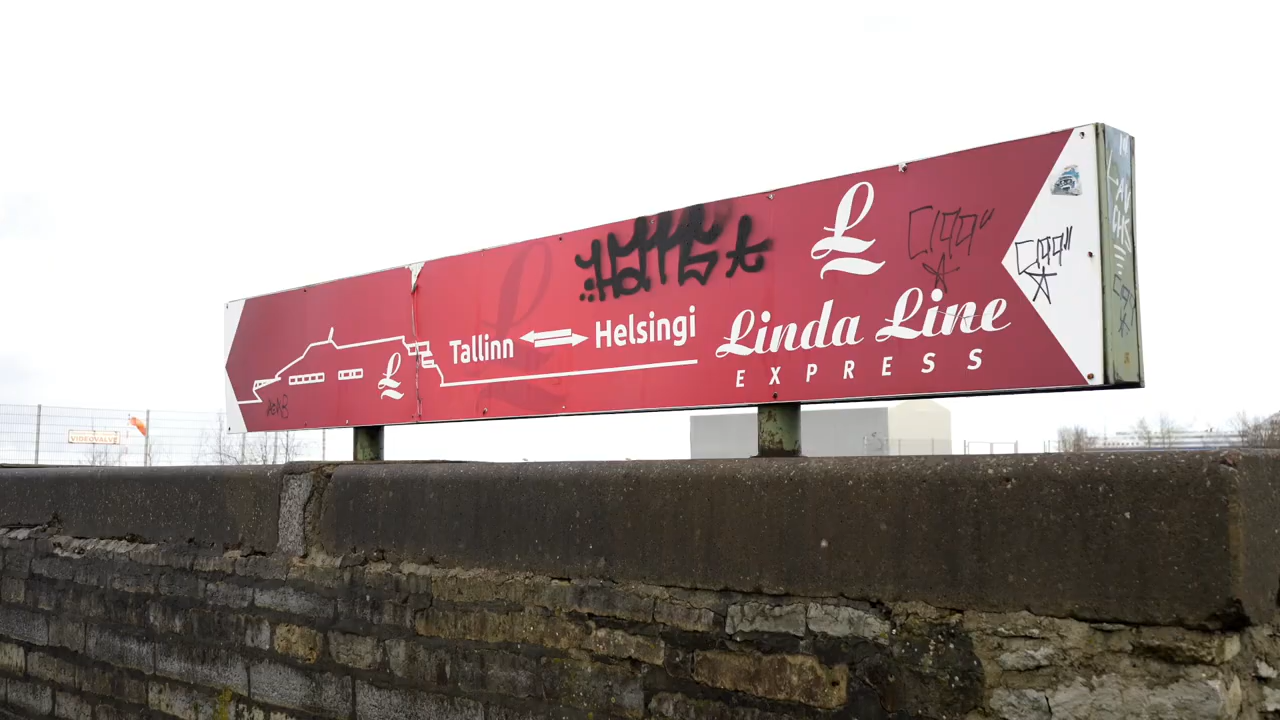 Tallinn Helsingi
L
Linda Line
EXPRESS
L
VIDEOVALVE